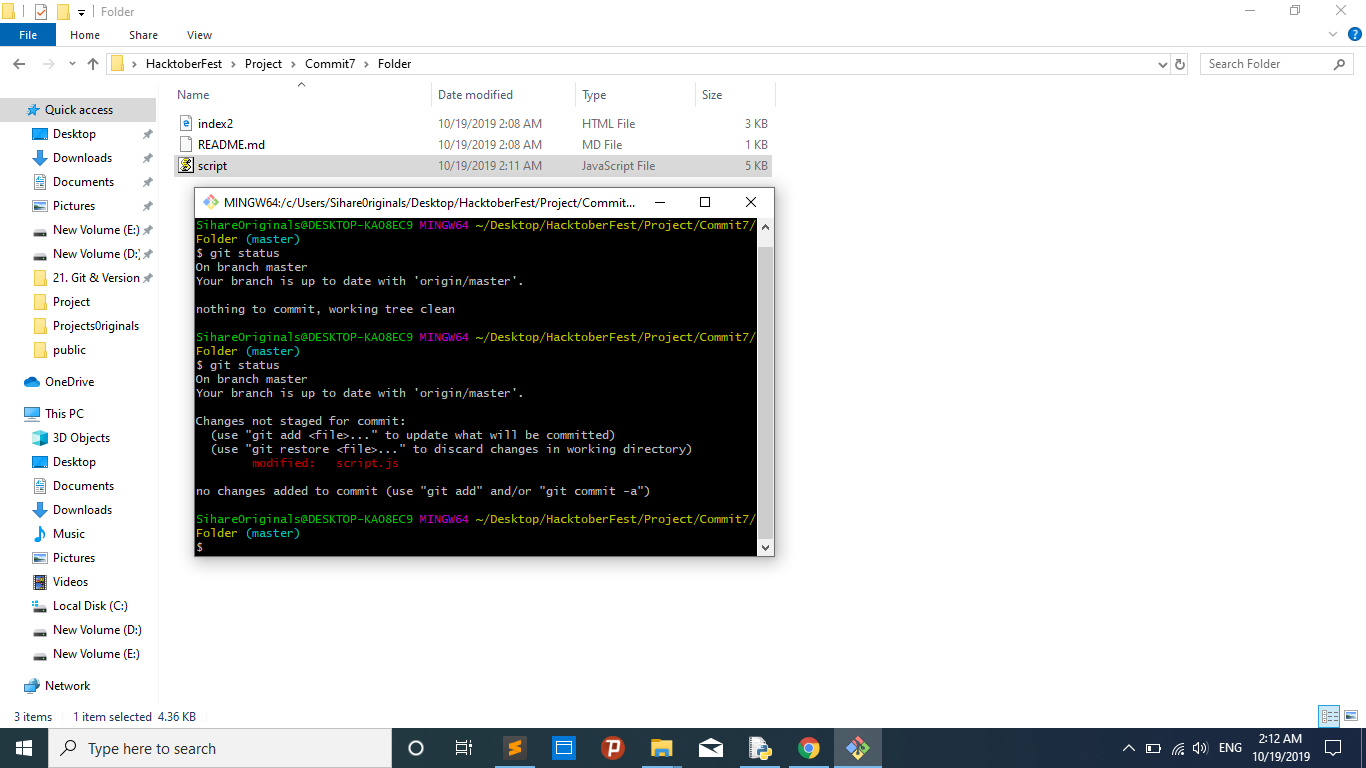 Folder
File Home Share View
HacktoberFest Project Commit7 Folder Search Folder
Name Date modified Type Size
index2 10/19/2019 2:08 AM HTML File 3 KB
README.md 10/19/2019 2:08 AM MD File 1 KB
script 10/19/2019 2:11 AM JavaScript File 5 KB
Quick access
Desktop
Downloads
Documents
Pictures
New Volume (E:)
New Volume (D:)
21. Git & Version
Project
Projects0riginals
public
OneDrive
This PC
3D Objects
Desktop
Documents
Downloads
Music
Pictures
Videos
Local Disk (C:)
New Volume (D:)
New Volume (E:)
Network
MINGW64:/c/Users/Sihare0riginals/Desktop/HacktoberFest/Project/Commit...
Sihare0riginals@DESKTOP-KAO8EC9 MINGW64 ~/Desktop/HacktoberFest/Project/Commit7/
Folder (master)
$ git status
On branch master
Your branch is up to date with 'origin/master'.
nothing to commit, working tree clean
Sihare0riginals@DESKTOP-KAO8EC9 MINGW64 ~/Desktop/HacktoberFest/Project/Commit7/
Folder (master)
$ git status
On branch master
Your branch is up to date with 'origin/master'.
Changes not staged for commit:
(use "git add <file>..." to update what will be committed)
(use "git restore <file>..." to discard changes in working directory)
modified: script.js
no changes added to commit (use "git add" and/or "git commit -a")
Sihare0riginals@DESKTOP-KAO8EC9 MINGW64 ~/Desktop/HacktoberFest/Project/Commit7/
Folder (master)
$
3 items 1 item selected 4.36 KB
Type here to search
ENG
2:12 AM
10/19/2019